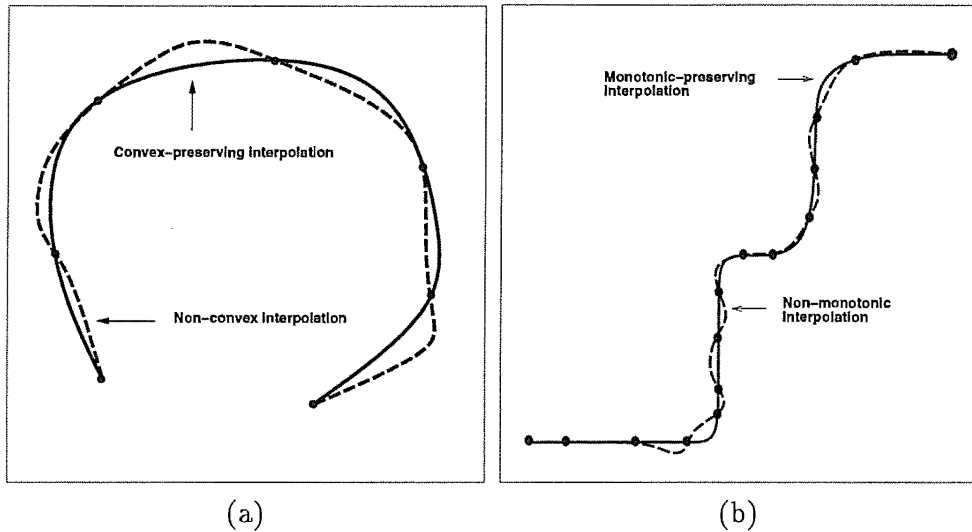 Convex-preserving interpolation
Non-convex interpolation
(a)
Monotonic-preserving
interpolation
Non-monotonic
interpolation
(b)